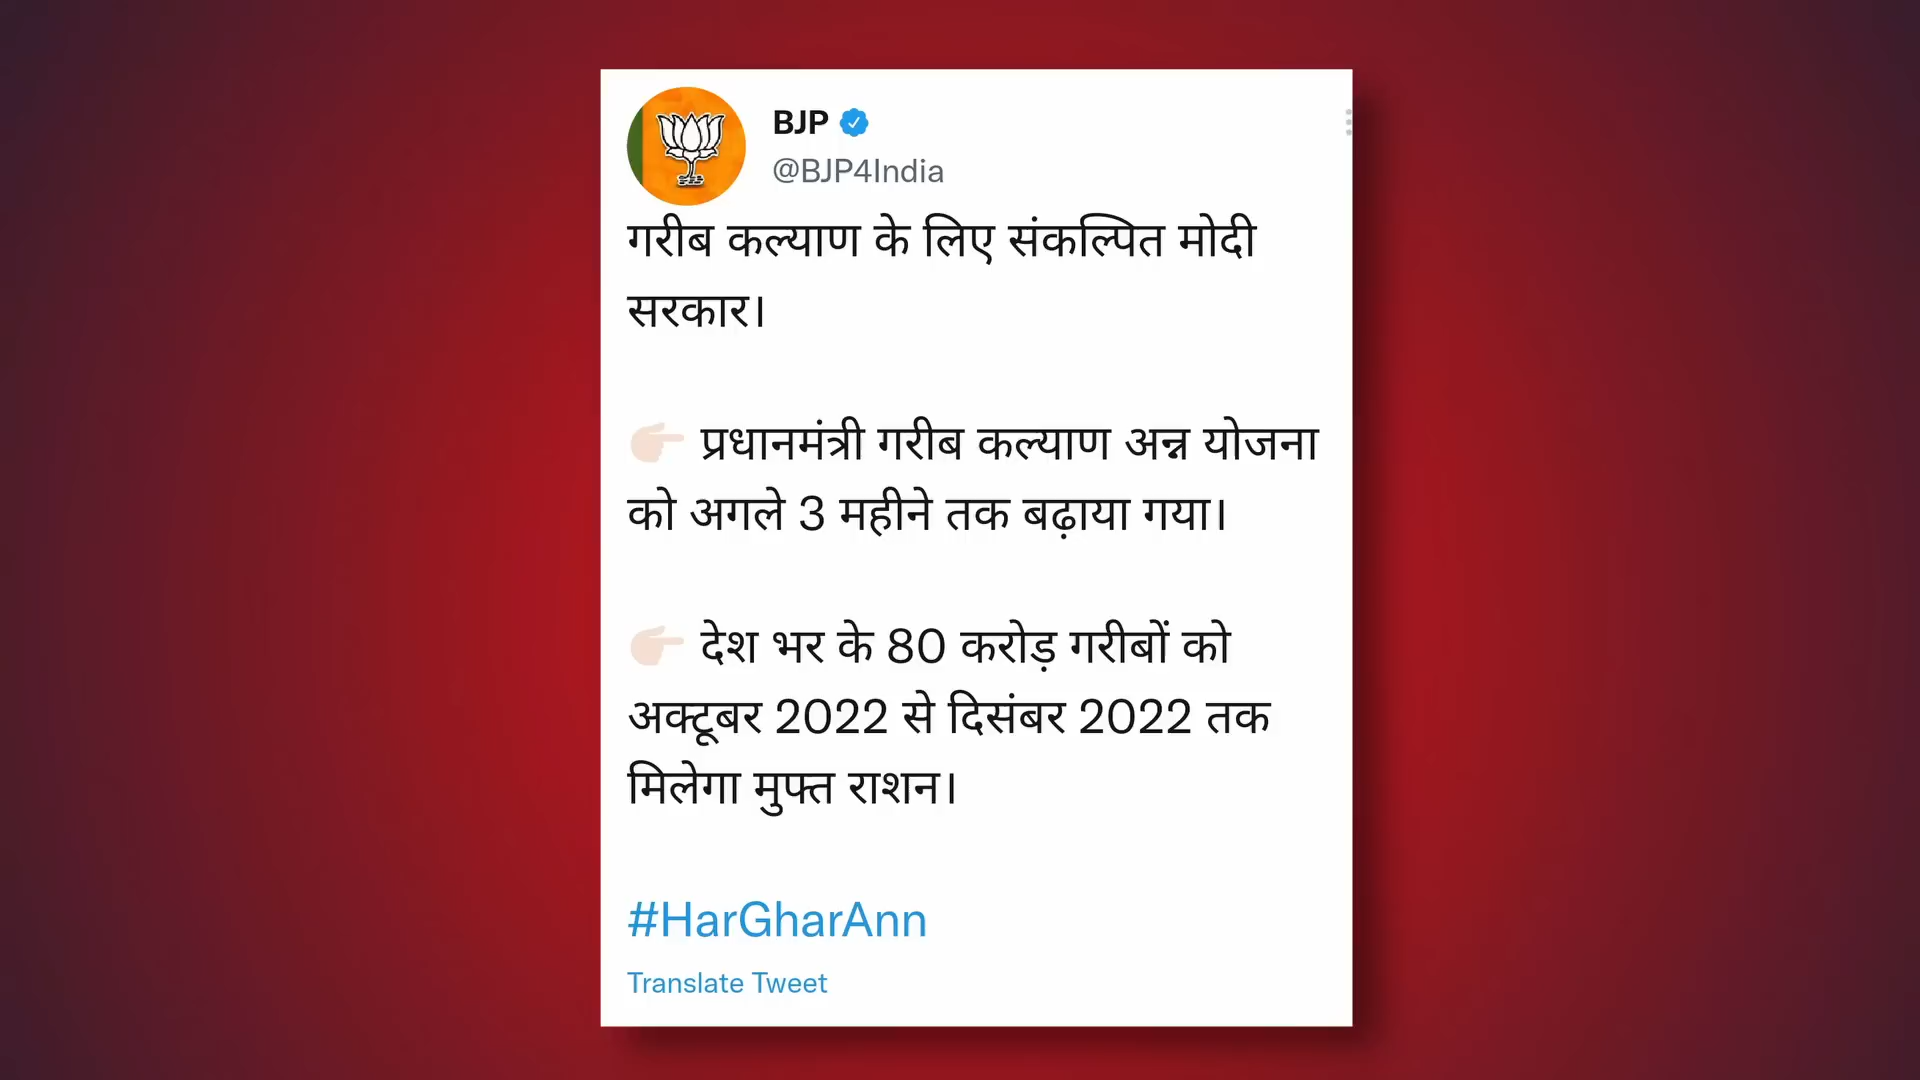 BJP
@BJP4India
गरीब कल्याण के लिए संकल्पित मोदी
सरकार।
👉🏻 प्रधानमंत्री गरीब कल्याण अन्न योजना
को अगले 3 महीने तक बढ़ाया गया।
👉🏻 देश भर के 80 करोड़ गरीबों को
अक्टूबर 2022 से दिसंबर 2022 तक
मिलेगा मुफ्त राशन।
#HarGharAnn
Translate Tweet